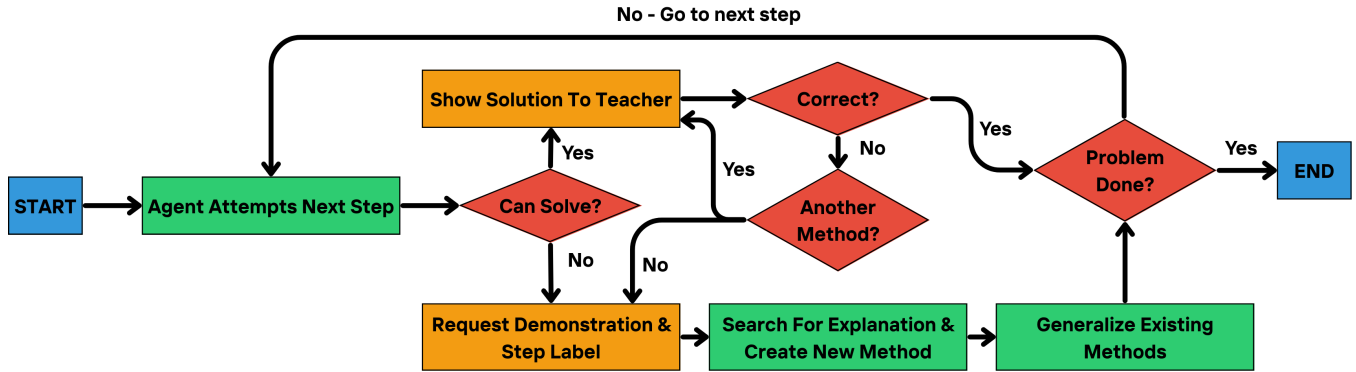 No - Go to next step
Show Solution To Teacher
Correct?
Yes
No
Yes
Yes
Problem
Done?
Yes
END
START
Agent Attempts Next Step
Can Solve?
Another
Method?
No
No
Request Demonstration &
Step Label
Search For Explanation &
Create New Method
Generalize Existing
Methods